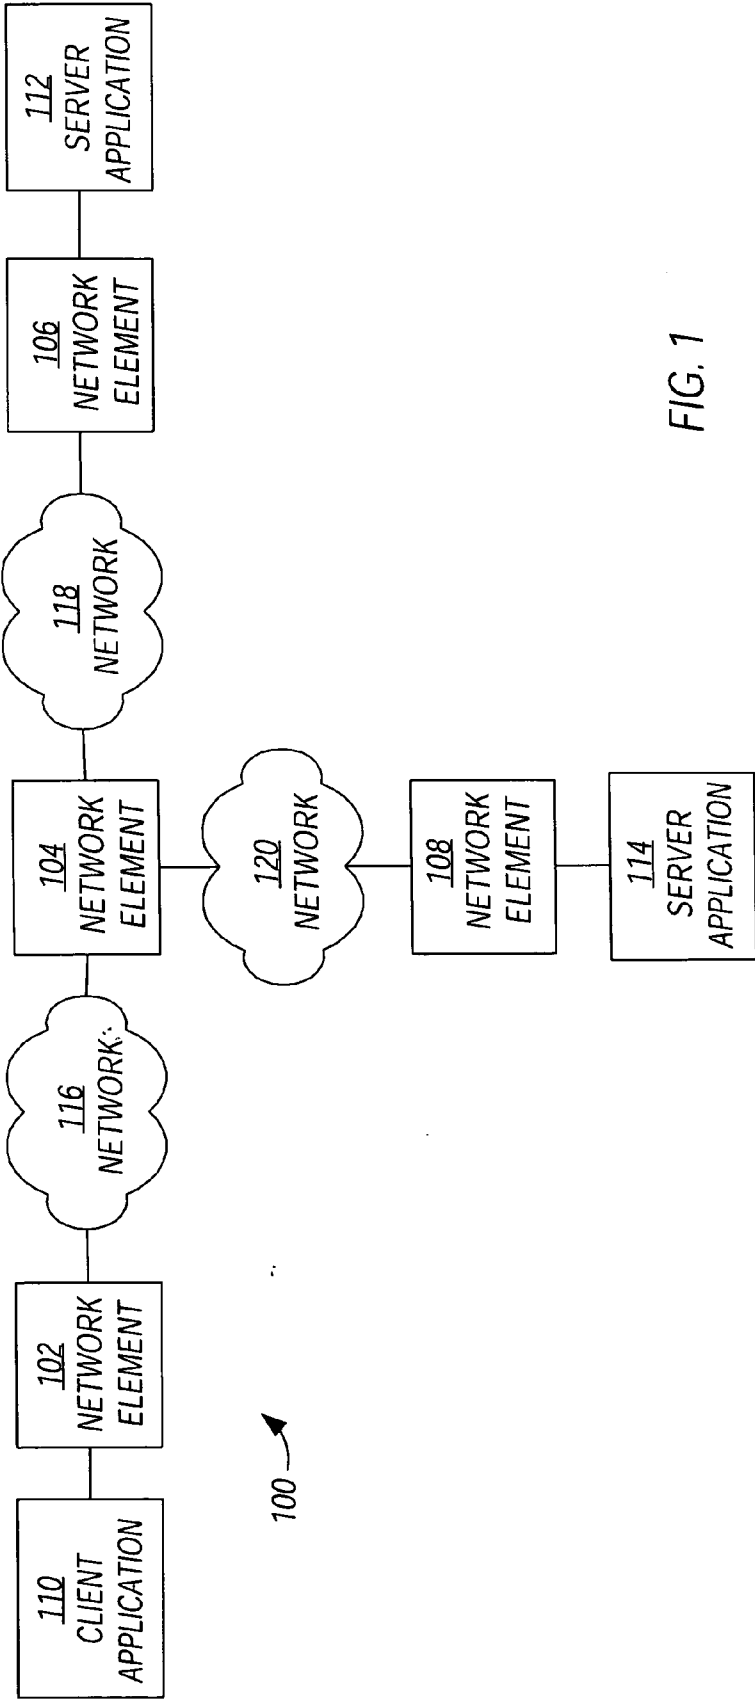 110
CLIENT
APPLICATION
102
NETWORK
ELEMENT
116
NETWORK
104
NETWORK
ELEMENT
118
NETWORK
106
NETWORK
ELEMENT
112
SERVER
APPLICATION
120
NETWORK
108
NETWORK
ELEMENT
114
SERVER
APPLICATION
100
FIG. 1